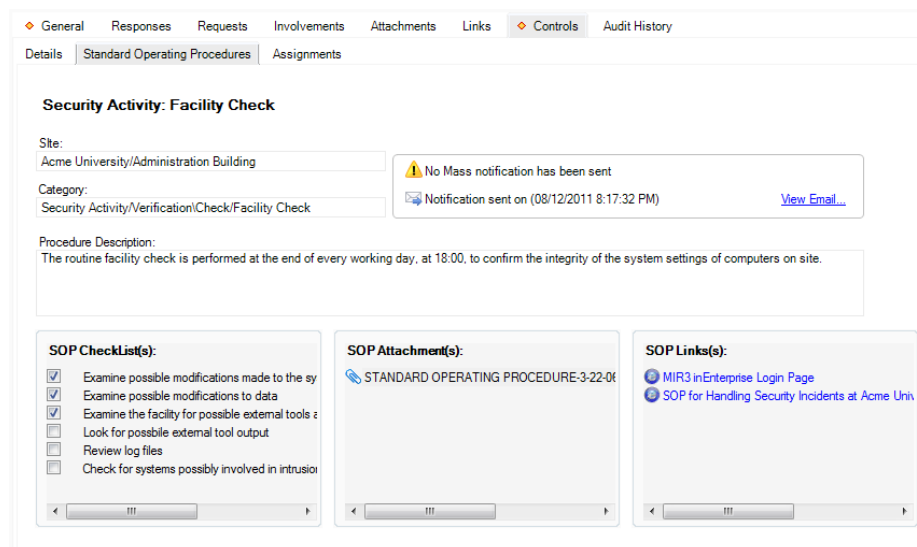 General Responses Requests Involvements Attachments Links Controls Audit History
Details Standard Operating Procedures Assignments
Security Activity: Facility Check
Site:
Acme University/Administration Building
No Mass notification has been sent
Category:
Notification sent on (08/12/2011 8:17:32 PM) View Email...
Security Activity/Verification\Check/Facility Check
Procedure Description:
The routine facility check is performed at the end of every working day, at 18:00, to confirm the integrity of the system settings of computers on site.
SOP CheckList(s):
Examine possible modifications made to the sy
Examine possible modifications to data
Examine the facility for possible external tools a
Look for possbile external tool output
Review log files
Check for systems possibly involved in intrusion
SOP Attachment(s):
STANDARD OPERATING PROCEDURE-3-22-06
SOP Links(s):
MIR3 inEnterprise Login Page
SOP for Handling Security Incidents at Acme Univ